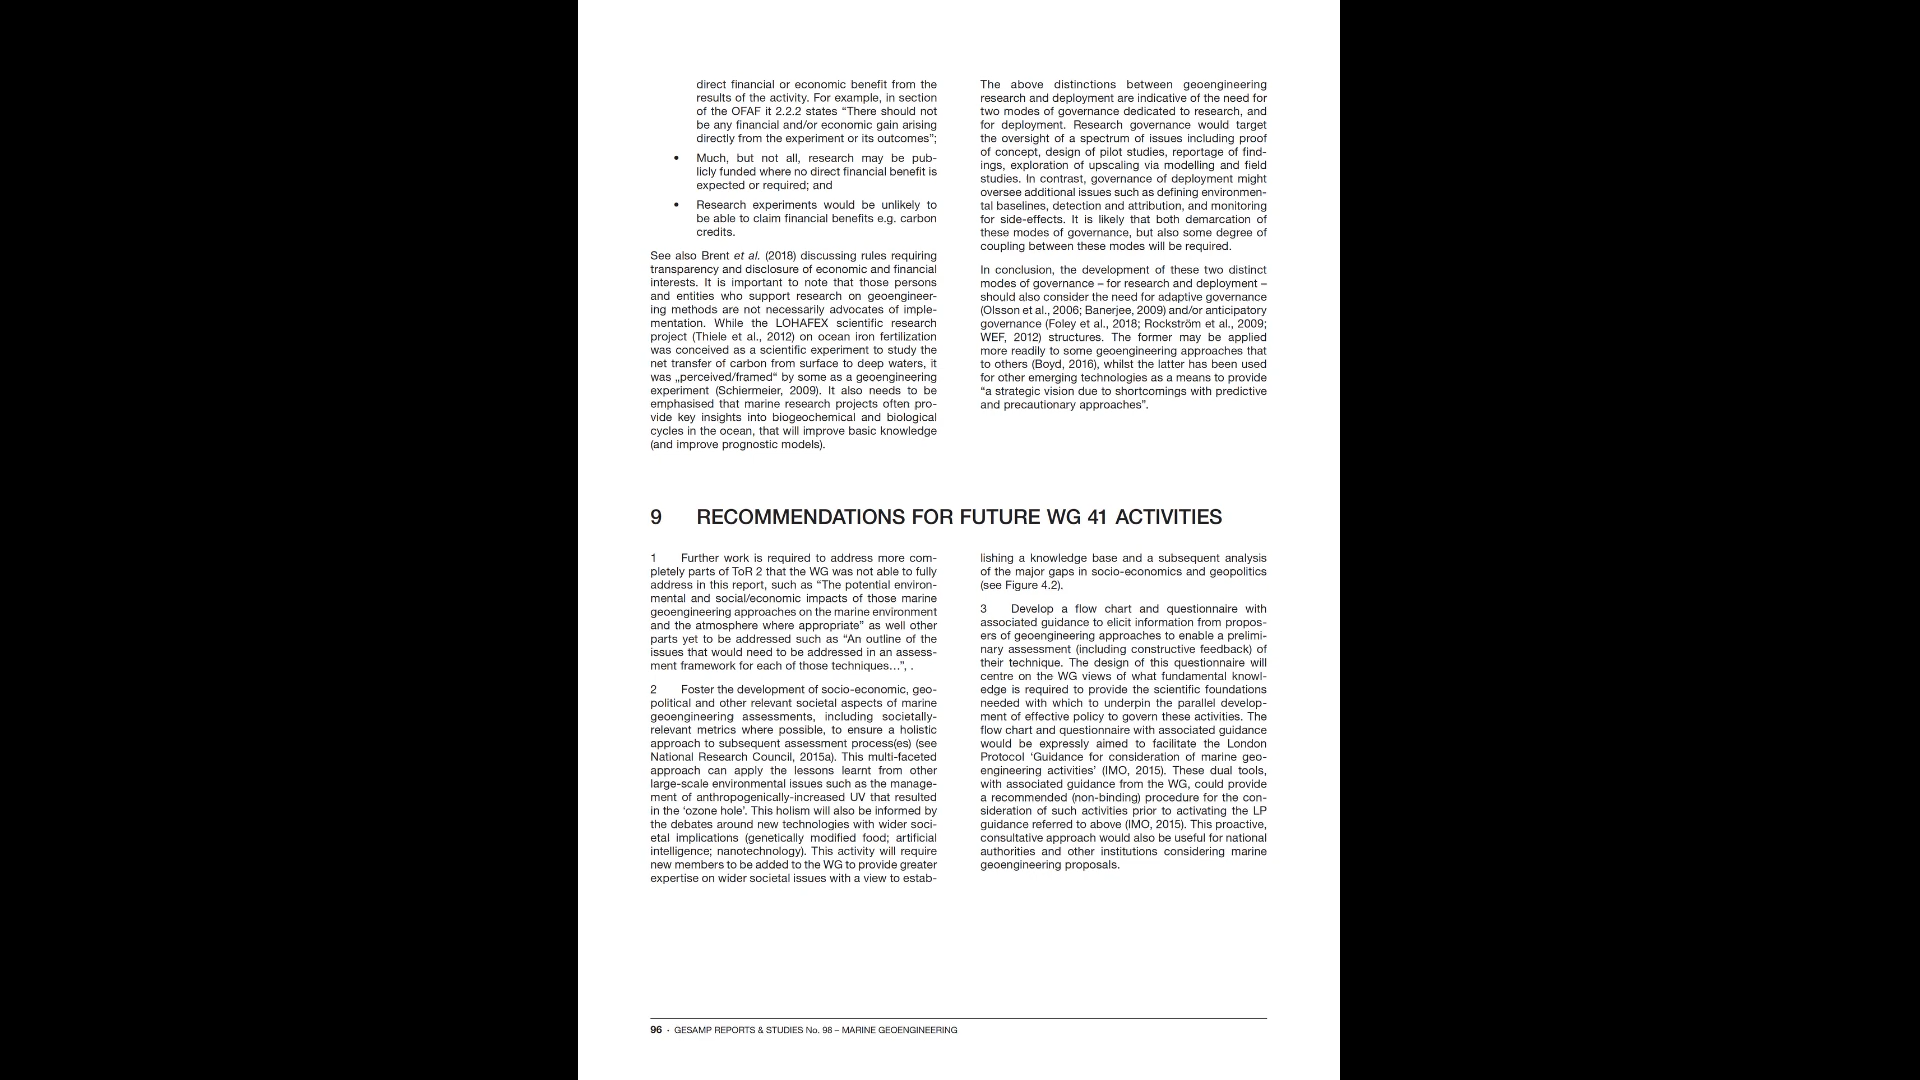 direct financial or economic benefit from the
results of the activity. For example, in section
of the OFAF it 2.2.2 states “There should not
be any financial and/or economic gain arising
directly from the experiment or its outcomes”;
• Much, but not all, research may be pub-
licly funded where no direct financial benefit is
expected or required; and
• Research experiments would be unlikely to
be able to claim financial benefits e.g. carbon
credits.
See also Brent et al. (2018) discussing rules requiring
transparency and disclosure of economic and financial
interests. It is important to note that those persons
and entities who support research on geoengineer-
ing methods are not necessarily advocates of imple-
mentation. While the LOHAFEX scientific research
project (Thiele et al., 2012) on ocean iron fertilization
was conceived as a scientific experiment to study the
net transfer of carbon from surface to deep waters, it
was „perceived/framed“ by some as a geoengineering
experiment (Schiermeier, 2009). It also needs to be
emphasised that marine research projects often pro-
vide key insights into biogeochemical and biological
cycles in the ocean, that will improve basic knowledge
(and improve prognostic models).
The above distinctions between geoengineering
research and deployment are indicative of the need for
two modes of governance dedicated to research, and
for deployment. Research governance would target
the oversight of a spectrum of issues including proof
of concept, design of pilot studies, reportage of find-
ings, exploration of upscaling via modelling and field
studies. In contrast, governance of deployment might
oversee additional issues such as defining environmen-
tal baselines, detection and attribution, and monitoring
for side-effects. It is likely that both demarcation of
these modes of governance, but also some degree of
coupling between these modes will be required.
In conclusion, the development of these two distinct
modes of governance – for research and deployment –
should also consider the need for adaptive governance
(Olsson et al., 2006; Banerjee, 2009) and/or anticipatory
governance (Foley et al., 2018; Rockström et al., 2009;
WEF, 2012) structures. The former may be applied
more readily to some geoengineering approaches that
to others (Boyd, 2016), whilst the latter has been used
for other emerging technologies as a means to provide
“a strategic vision due to shortcomings with predictive
and precautionary approaches”.
9 RECOMMENDATIONS FOR FUTURE WG 41 ACTIVITIES
1 Further work is required to address more com-
pletely parts of ToR 2 that the WG was not able to fully
address in this report, such as “The potential environ-
mental and social/economic impacts of those marine
geoengineering approaches on the marine environment
and the atmosphere where appropriate” as well other
parts yet to be addressed such as “An outline of the
issues that would need to be addressed in an assess-
ment framework for each of those techniques…”, .
2 Foster the development of socio-economic, geo-
political and other relevant societal aspects of marine
geoengineering assessments, including societally-
relevant metrics where possible, to ensure a holistic
approach to subsequent assessment process(es) (see
National Research Council, 2015a). This multi-faceted
approach can apply the lessons learnt from other
large-scale environmental issues such as the manage-
ment of anthropogenically-increased UV that resulted
in the ‘ozone hole’. This holism will also be informed by
the debates around new technologies with wider soci-
etal implications (genetically modified food; artificial
intelligence; nanotechnology). This activity will require
new members to be added to the WG to provide greater
expertise on wider societal issues with a view to estab-
lishing a knowledge base and a subsequent analysis
of the major gaps in socio-economics and geopolitics
(see Figure 4.2).
3 Develop a flow chart and questionnaire with
associated guidance to elicit information from propos-
ers of geoengineering approaches to enable a prelimi-
nary assessment (including constructive feedback) of
their technique. The design of this questionnaire will
centre on the WG views of what fundamental knowl-
edge is required to provide the scientific foundations
needed with which to underpin the parallel develop-
ment of effective policy to govern these activities. The
flow chart and questionnaire with associated guidance
would be expressly aimed to facilitate the London
Protocol ‘Guidance for consideration of marine geo-
engineering activities’ (IMO, 2015). These dual tools,
with associated guidance from the WG, could provide
a recommended (non-binding) procedure for the con-
sideration of such activities prior to activating the LP
guidance referred to above (IMO, 2015). This proactive,
consultative approach would also be useful for national
authorities and other institutions considering marine
geoengineering proposals.
96 · GESAMP REPORTS & STUDIES No. 98 – MARINE GEOENGINEERING